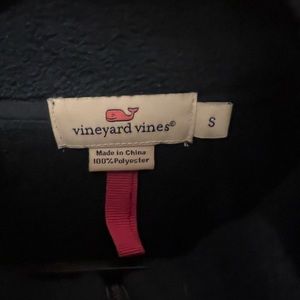 vineyard vines®
S
Made in China
100% Polyester